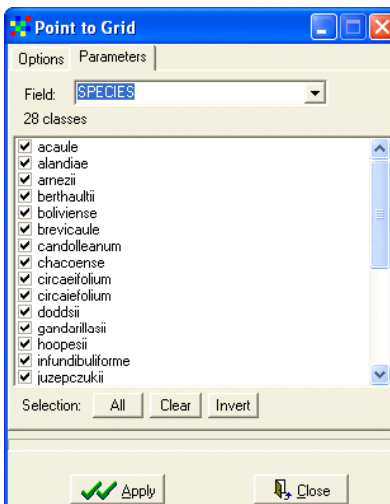 Point to Grid
Options Parameters
Field: SPECIES
28 classes
acaule
alandiae
arnezii
berthaultii
boliviense
brevicaule
candolleanum
chacoense
circaeifolium
circaiefolium
doddsii
gandarillasii
hoopesii
infundibuliforme
juzepczukii
Selection: All Clear Invert
Apply Close